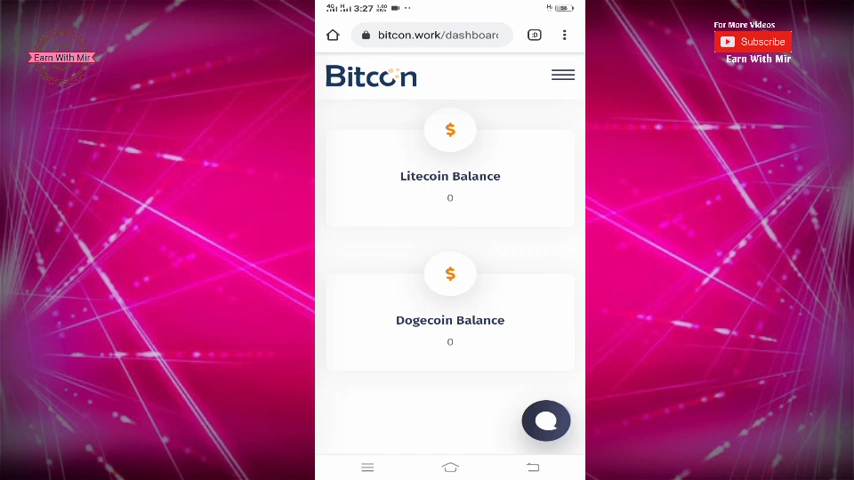 Earn With Mir
For More Videos
Subscribe
Earn With Mir
3:27
bitcon.work/dashboard
Bitcon
$
Litecoin Balance
0
$
Dogecoin Balance
0